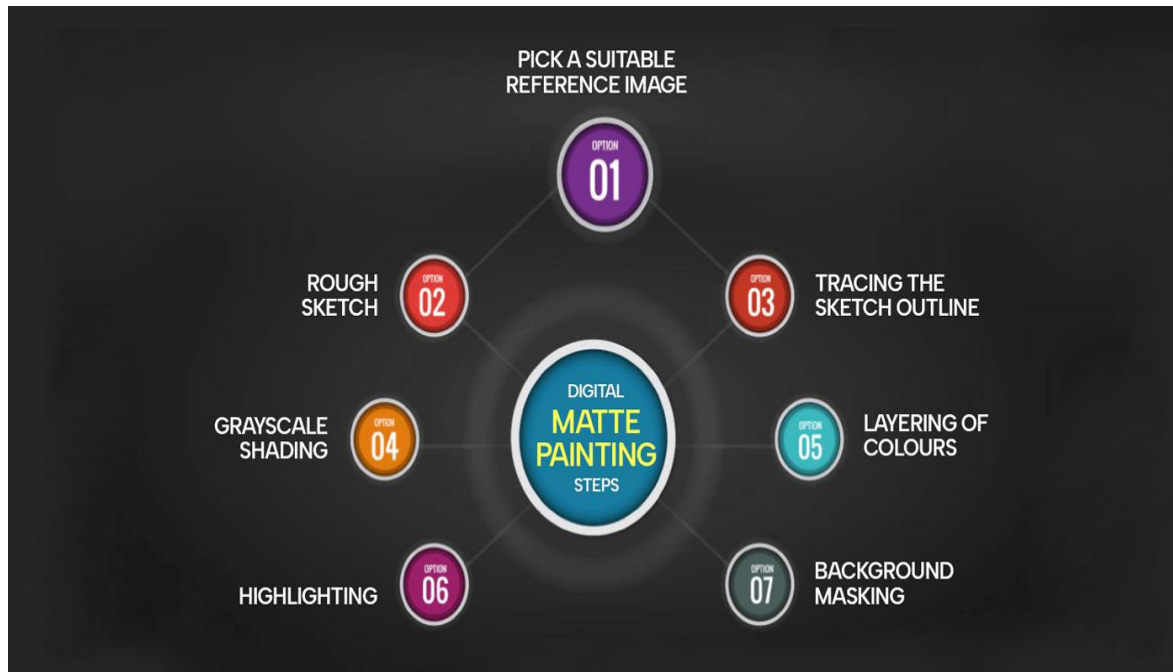 PICK A SUITABLE
REFERENCE IMAGE
OPTION
01
ROUGH
SKETCH
OPTION
02
OPTION
03
TRACING THE
SKETCH OUTLINE
DIGITAL
MATTE
PAINTING
STEPS
GRAYSCALE
SHADING
OPTION
04
OPTION
05
LAYERING OF
COLOURS
HIGHLIGHTING
OPTION
06
OPTION
07
BACKGROUND
MASKING